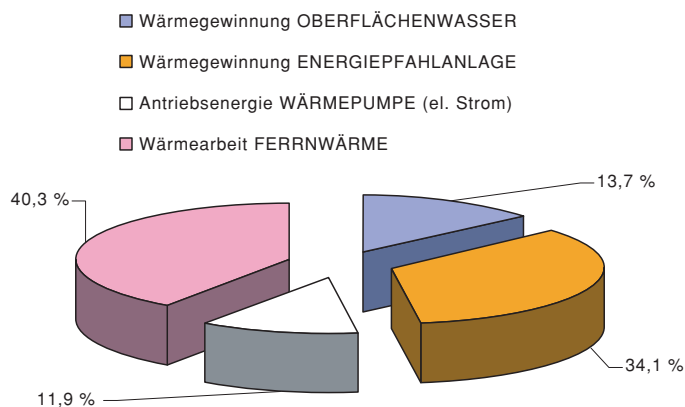 Wärmegewinnung OBERFLÄCHENWASSER
Wärmegewinnung ENERGIEPFAHLANLAGE
Antriebsenergie WÄRMEPUMPE (el. Strom)
Wärmearbeit FERRNWÄRME
40,3 %
13,7 %
34,1 %
11,9 %